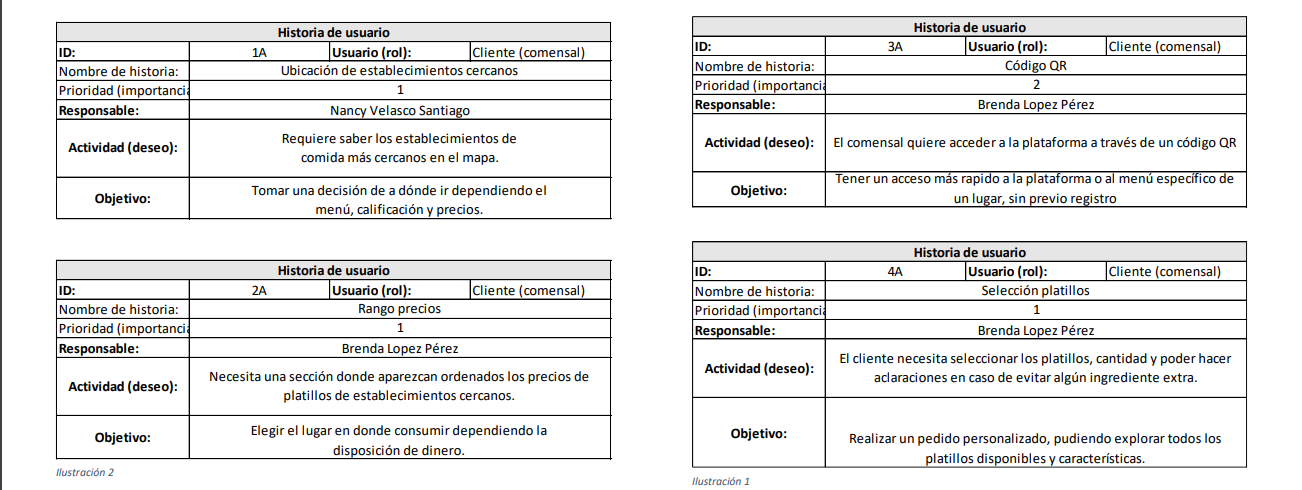 Historia de usuario
ID: 1A Usuario (rol): Cliente (comensal)
Nombre de historia: Ubicación de establecimientos cercanos
Prioridad (importancia 1
Responsable: Nancy Velasco Santiago
Actividad (deseo): Requiere saber los establecimientos de
comida más cercanos en el mapa.
Objetivo: Tomar una decisión de a dónde ir dependiendo el
menú, calificación y precios.
Historia de usuario
ID: 2A Usuario (rol): Cliente (comensal)
Nombre de historia: Rango precios
Prioridad (importancia 1
Responsable: Brenda Lopez Pérez
Actividad (deseo): Necesita una sección donde aparezcan ordenados los precios de
platillos de establecimientos cercanos.
Objetivo: Elegir el lugar en donde consumir dependiendo la
disposición de dinero.
Ilustración 2
Historia de usuario
ID: 3A Usuario (rol): Cliente (comensal)
Nombre de historia: Código QR
Prioridad (importancia 2
Responsable: Brenda Lopez Pérez
Actividad (deseo): El comensal quiere acceder a la plataforma a través de un código QR
Objetivo: Tener un acceso más rapido a la plataforma o al menú específico de
un lugar, sin previo registro
Historia de usuario
ID: 4A Usuario (rol): Cliente (comensal)
Nombre de historia: Selección platillos
Prioridad (importancia 1
Responsable: Brenda Lopez Pérez
Actividad (deseo): El cliente necesita seleccionar los platillos, cantidad y poder hacer
aclaraciones en caso de evitar algún ingrediente extra.
Objetivo: Realizar un pedido personalizado, pudiendo explorar todos los
platillos disponibles y características.
Ilustración 1